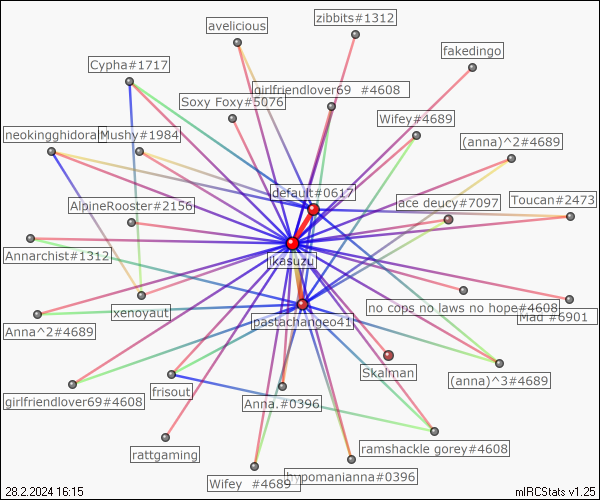 zibbits#1312
avelicious
fakedingo
Cypha#1717
girlfriendlover69 #4608
Soxy Foxy#5076
Wifey#4689
neokingghidorah
Mushy#1984
(anna)^2#4689
default#0617
ace deucy#7097
Toucan#2473
AlpineRooster#2156
Annarchist#1312
Ikasuzu
no cops no laws no hope#4608
Mad #6901
xenoyaut
pastachangeo41
Anna^2#4689
Skalman
(anna)^3#4689
frisout
girlfriendlover69#4608
Anna.#0396
ramshackle gorey#4608
rattgaming
hypomanianna#0396
Wifey #4689
28.2.2024 16:15
mIRCStats v1.25